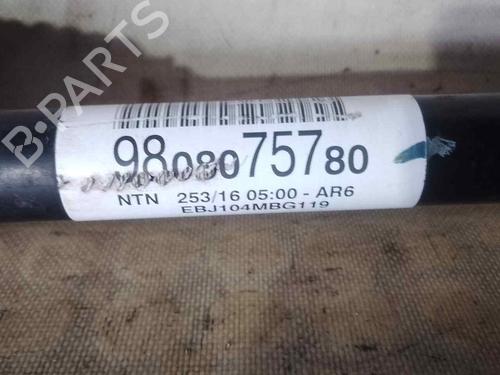 B-PARTS
9808075780
NTN 253/16 05:00 - AR6
EBJ104MBG119